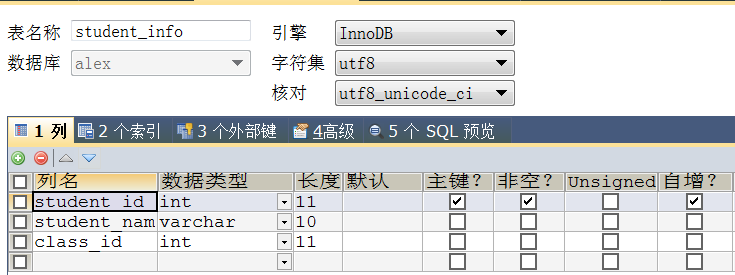 表名称 student_info 引擎 InnoDB
数据库 alex 字符集 utf8
核对 utf8_unicode_ci
1 列 2 个索引 3 个外部键 4高级 5 个 SQL 预览
列名 数据类型 长度 默认 主键? 非空? Unsigned 自增?
student_id int 11
student_nam varchar 10
class_id int 11